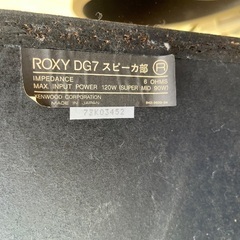 ROXY DG7 スピーカ部 R
IMPEDANCE 6 OHMS
MAX. INPUT POWER 120W (SUPER MID 90W)
KENWOOD CORPORATION
MADE IN JAPAN